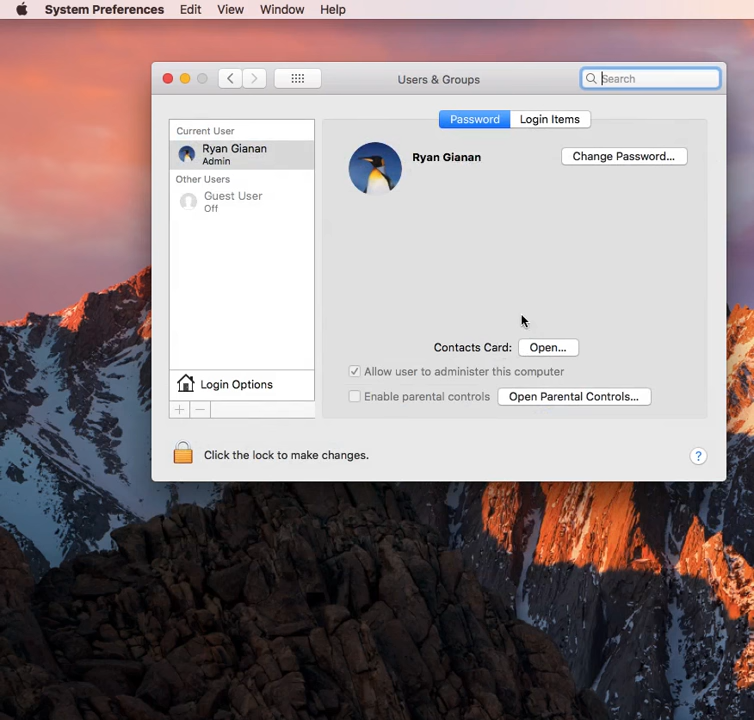 System Preferences Edit View Window Help
Users & Groups
Search
Password Login Items
Current User
Ryan Gianan
Admin
Other Users
Guest User
Off
Ryan Gianan
Change Password...
Contacts Card: Open...
Allow user to administer this computer
Enable parental controls Open Parental Controls...
Login Options
+ −
Click the lock to make changes.
?